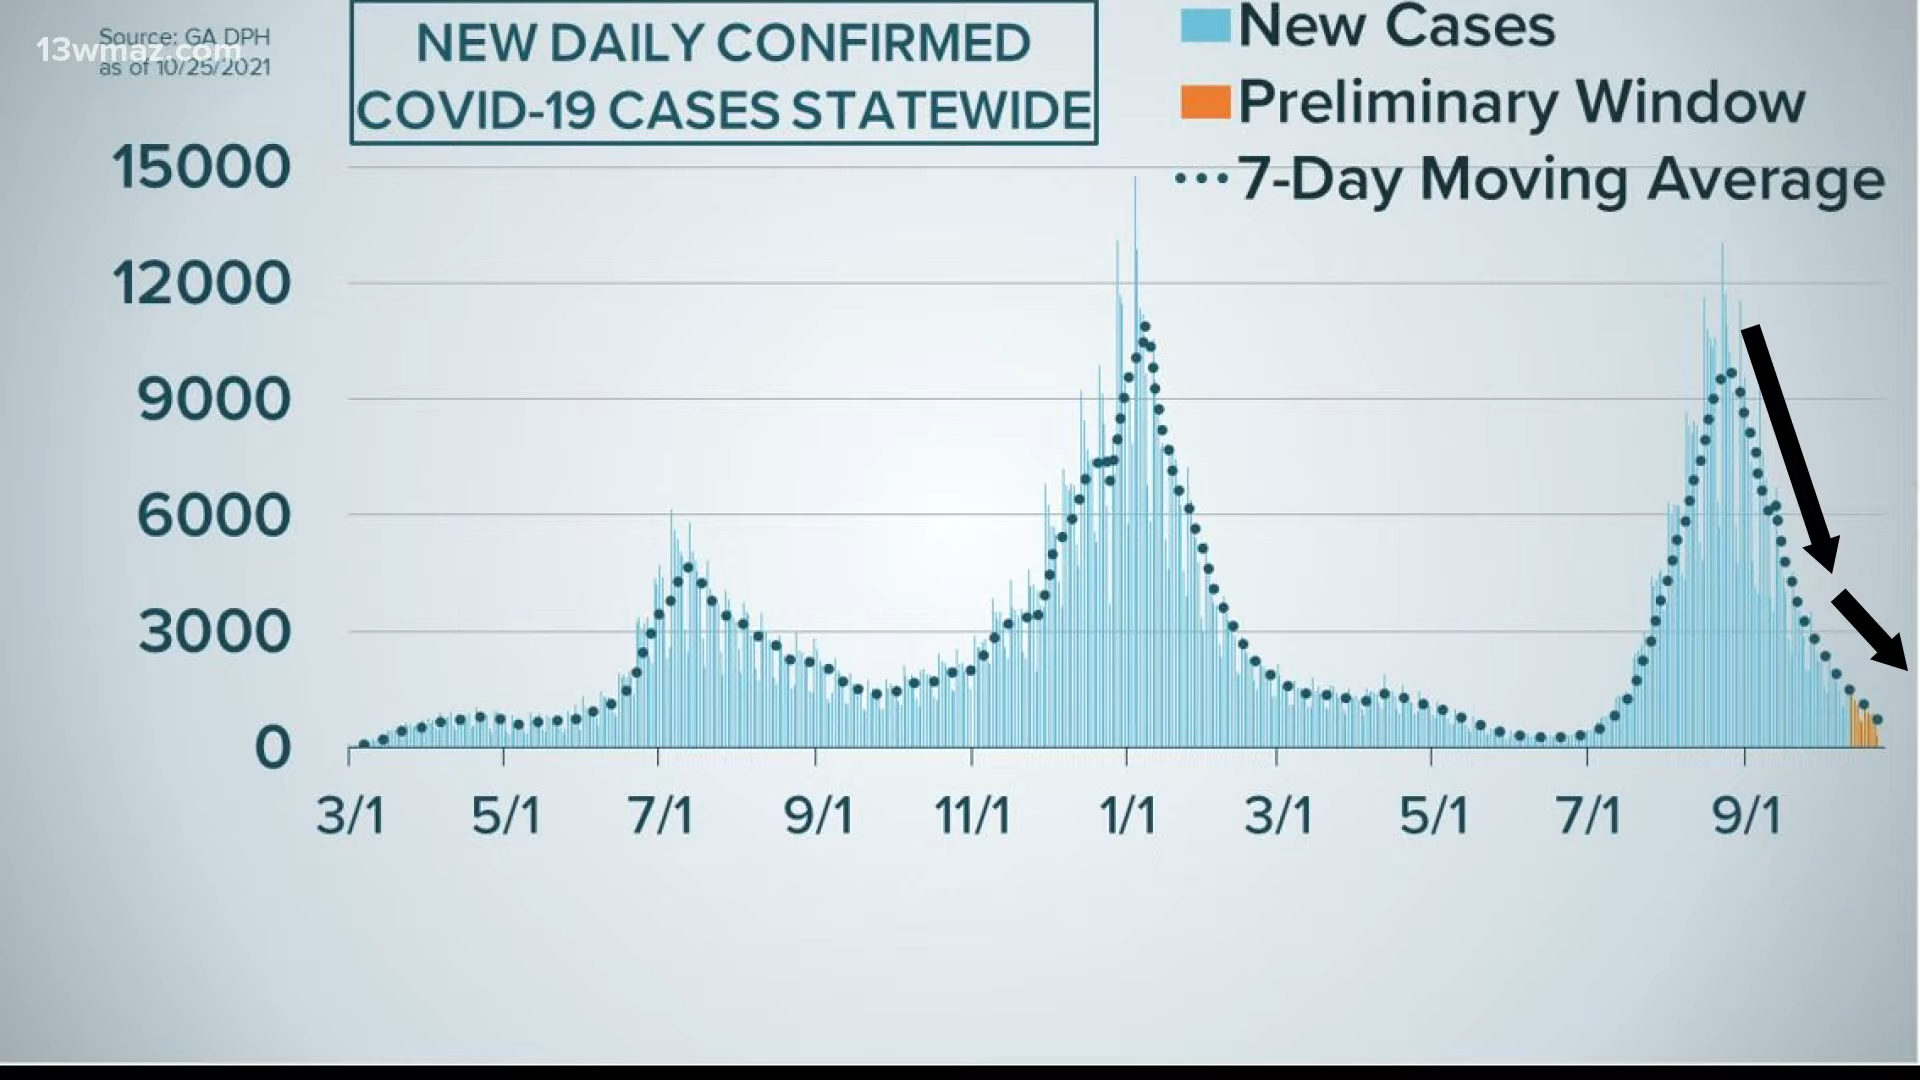 Source: GA DPH
13wmaz.com
as of 10/25/2021
NEW DAILY CONFIRMED
COVID-19 CASES STATEWIDE
New Cases
Preliminary Window
7-Day Moving Average
15000
12000
9000
6000
3000
0
3/1 5/1 7/1 9/1 11/1 1/1 3/1 5/1 7/1 9/1